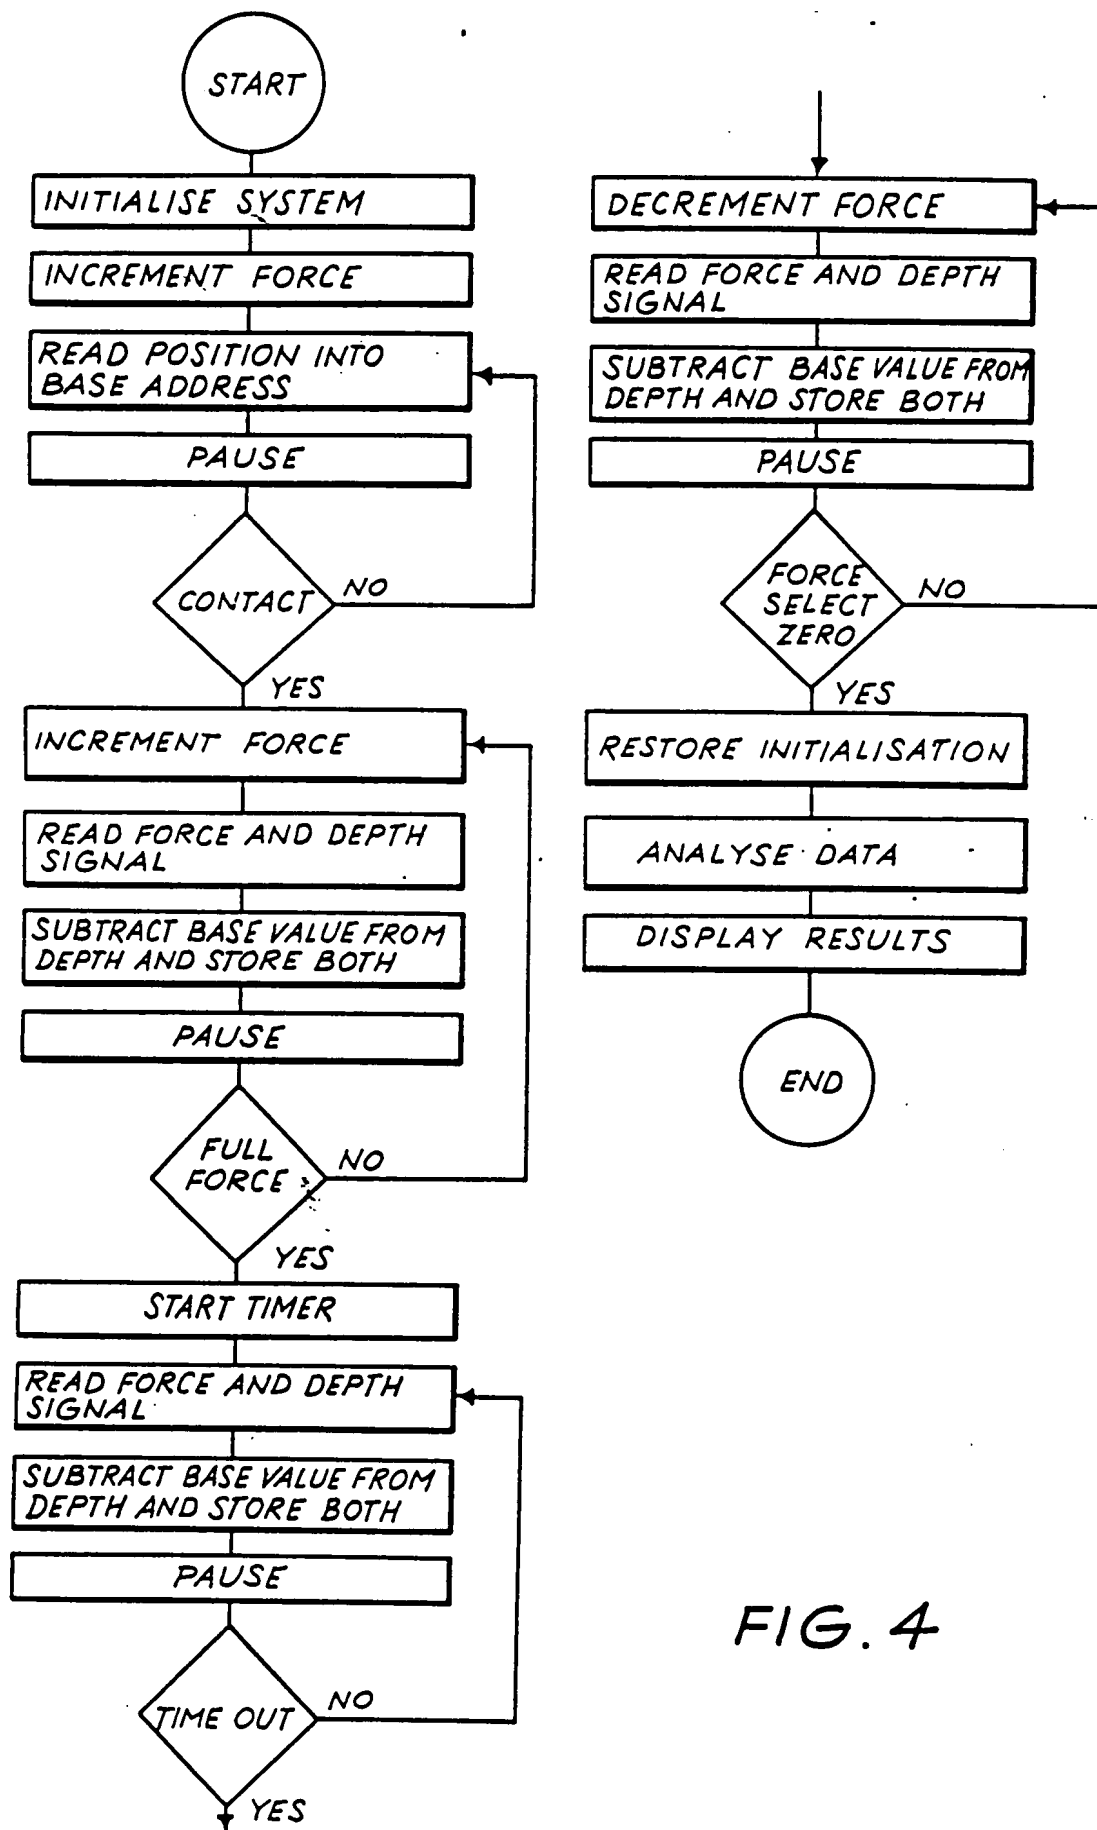 START
INITIALISE SYSTEM
INCREMENT FORCE
READ POSITION INTO
BASE ADDRESS
PAUSE
CONTACT
NO
YES
INCREMENT FORCE
READ FORCE AND DEPTH
SIGNAL
SUBTRACT BASE VALUE FROM
DEPTH AND STORE BOTH
PAUSE
FULL
FORCE
NO
YES
START TIMER
READ FORCE AND DEPTH
SIGNAL
SUBTRACT BASE VALUE FROM
DEPTH AND STORE BOTH
PAUSE
TIME OUT
NO
YES
DECREMENT FORCE
READ FORCE AND DEPTH
SIGNAL
SUBTRACT BASE VALUE FROM
DEPTH AND STORE BOTH
PAUSE
FORCE
SELECT
ZERO
NO
YES
RESTORE INITIALISATION
ANALYSE DATA
DISPLAY RESULTS
END
FIG. 4